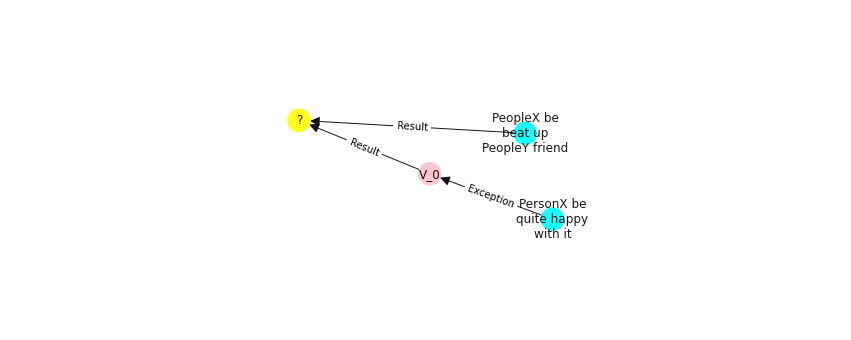 PeopleX be
beat up
PeopleY friend
?
Result
Result
V_0
Exception
PersonX be
quite happy
with it